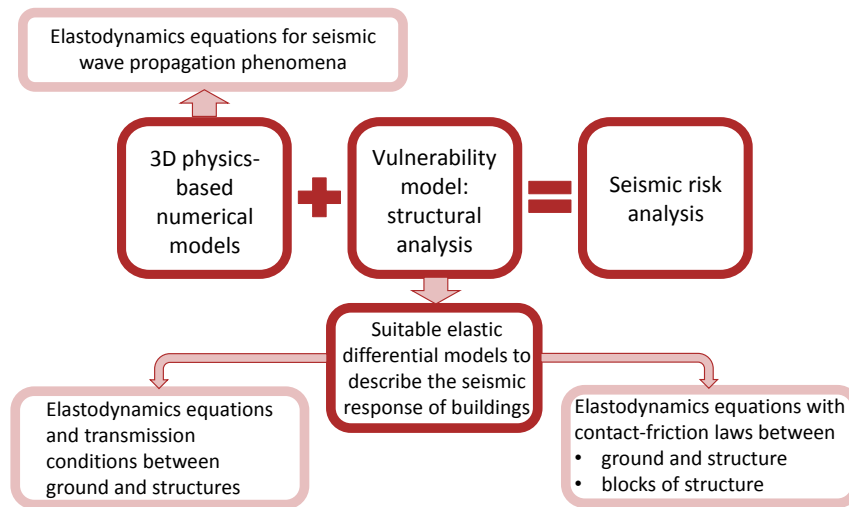 Elastodynamics equations for seismic
wave propagation phenomena
3D physics-
based
numerical
models
Vulnerability
model:
structural
analysis
Seismic risk
analysis
Suitable elastic
differential models to
describe the seismic
response of buildings
Elastodynamics equations
and transmission
conditions between
ground and structures
Elastodynamics equations with
contact-friction laws between
• ground and structure
• blocks of structure